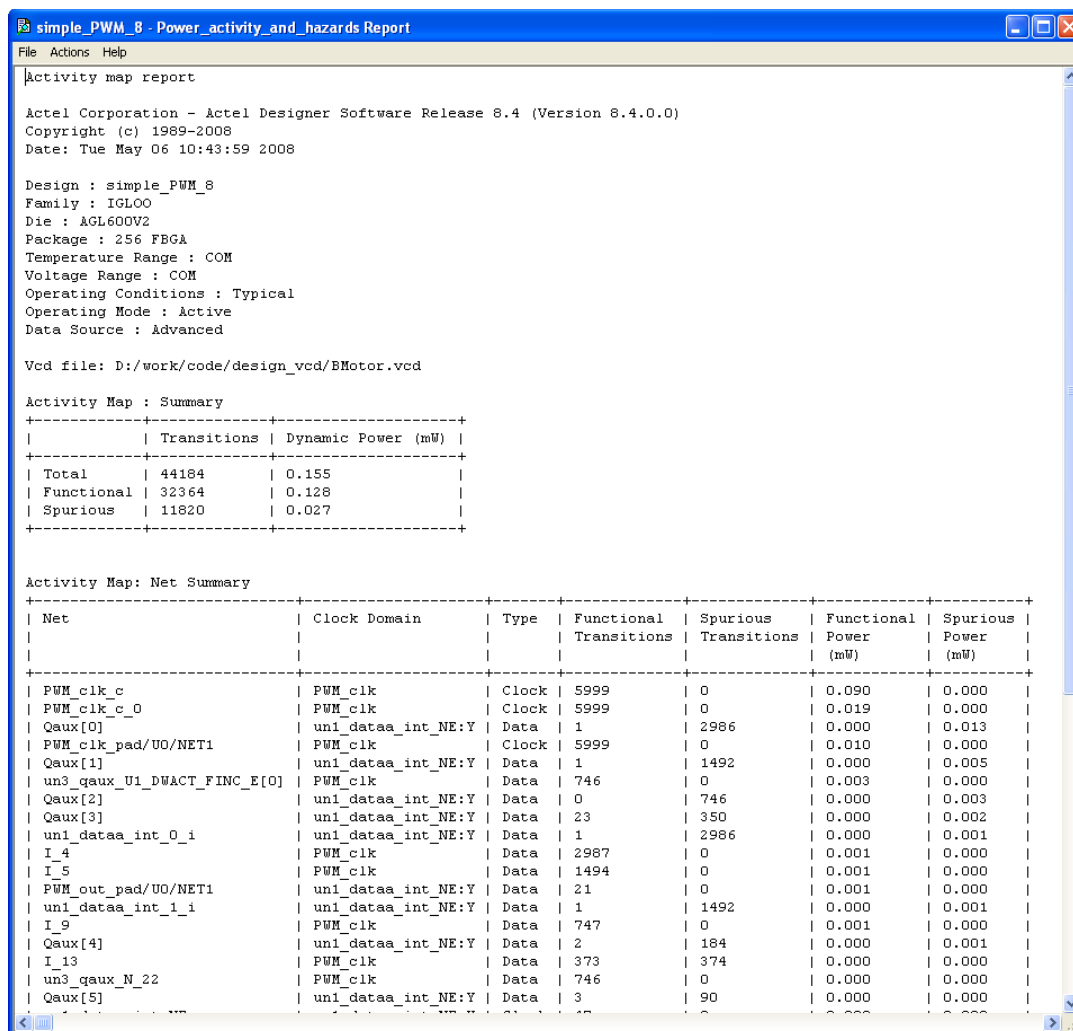 simple_PWM_8 - Power_activity_and_hazards Report
File Actions Help
Activity map report
Actel Corporation - Actel Designer Software Release 8.4 (Version 8.4.0.0)
Copyright (c) 1989-2008
Date: Tue May 06 10:43:59 2008
Design : simple_PWM_8
Family : IGLOO
Die : AGL600V2
Package : 256 FBGA
Temperature Range : COM
Voltage Range : COM
Operating Conditions : Typical
Operating Mode : Active
Data Source : Advanced
Vcd file: D:/work/code/design_vcd/BMotor.vcd
Activity Map : Summary
+------------+-------------+--------------------+
| | Transitions | Dynamic Power (mW) |
+------------+-------------+--------------------+
| Total | 44184 | 0.155 |
| Functional | 32364 | 0.128 |
| Spurious | 11820 | 0.027 |
+------------+-------------+--------------------+
Activity Map: Net Summary
| Net | Clock Domain | Type | Functional | Spurious | Functional | Spurious |
| | | | Transitions | Transitions | Power | Power |
| | | | | | (mW) | (mW) |
| PWM_clk_c | PWM_clk | Clock | 5999 | 0 | 0.090 | 0.000 |
| PWM_clk_c_0 | PWM_clk | Clock | 5999 | 0 | 0.019 | 0.000 |
| Qaux[0] | un1_dataa_int_NE:Y | Data | 1 | 2986 | 0.000 | 0.013 |
| PWM_clk_pad/U0/NET1 | PWM_clk | Clock | 5999 | 0 | 0.010 | 0.000 |
| Qaux[1] | un1_dataa_int_NE:Y | Data | 1 | 1492 | 0.000 | 0.005 |
| un3_qaux_U1_DWACT_FINC_E[0] | PWM_clk | Data | 746 | 0 | 0.003 | 0.000 |
| Qaux[2] | un1_dataa_int_NE:Y | Data | 0 | 746 | 0.000 | 0.003 |
| Qaux[3] | un1_dataa_int_NE:Y | Data | 23 | 350 | 0.000 | 0.002 |
| un1_dataa_int_0_i | un1_dataa_int_NE:Y | Data | 1 | 2986 | 0.000 | 0.001 |
| I_4 | PWM_clk | Data | 2987 | 0 | 0.001 | 0.000 |
| I_5 | PWM_clk | Data | 1494 | 0 | 0.001 | 0.000 |
| PWM_out_pad/U0/NET1 | un1_dataa_int_NE:Y | Data | 21 | 0 | 0.001 | 0.000 |
| un1_dataa_int_1_i | un1_dataa_int_NE:Y | Data | 1 | 1492 | 0.000 | 0.001 |
| I_9 | PWM_clk | Data | 747 | 0 | 0.001 | 0.000 |
| Qaux[4] | un1_dataa_int_NE:Y | Data | 2 | 184 | 0.000 | 0.001 |
| I_13 | PWM_clk | Data | 373 | 374 | 0.000 | 0.000 |
| un3_qaux_N_22 | PWM_clk | Data | 746 | 0 | 0.000 | 0.000 |
| Qaux[5] | un1_dataa_int_NE:Y | Data | 3 | 90 | 0.000 | 0.000 |